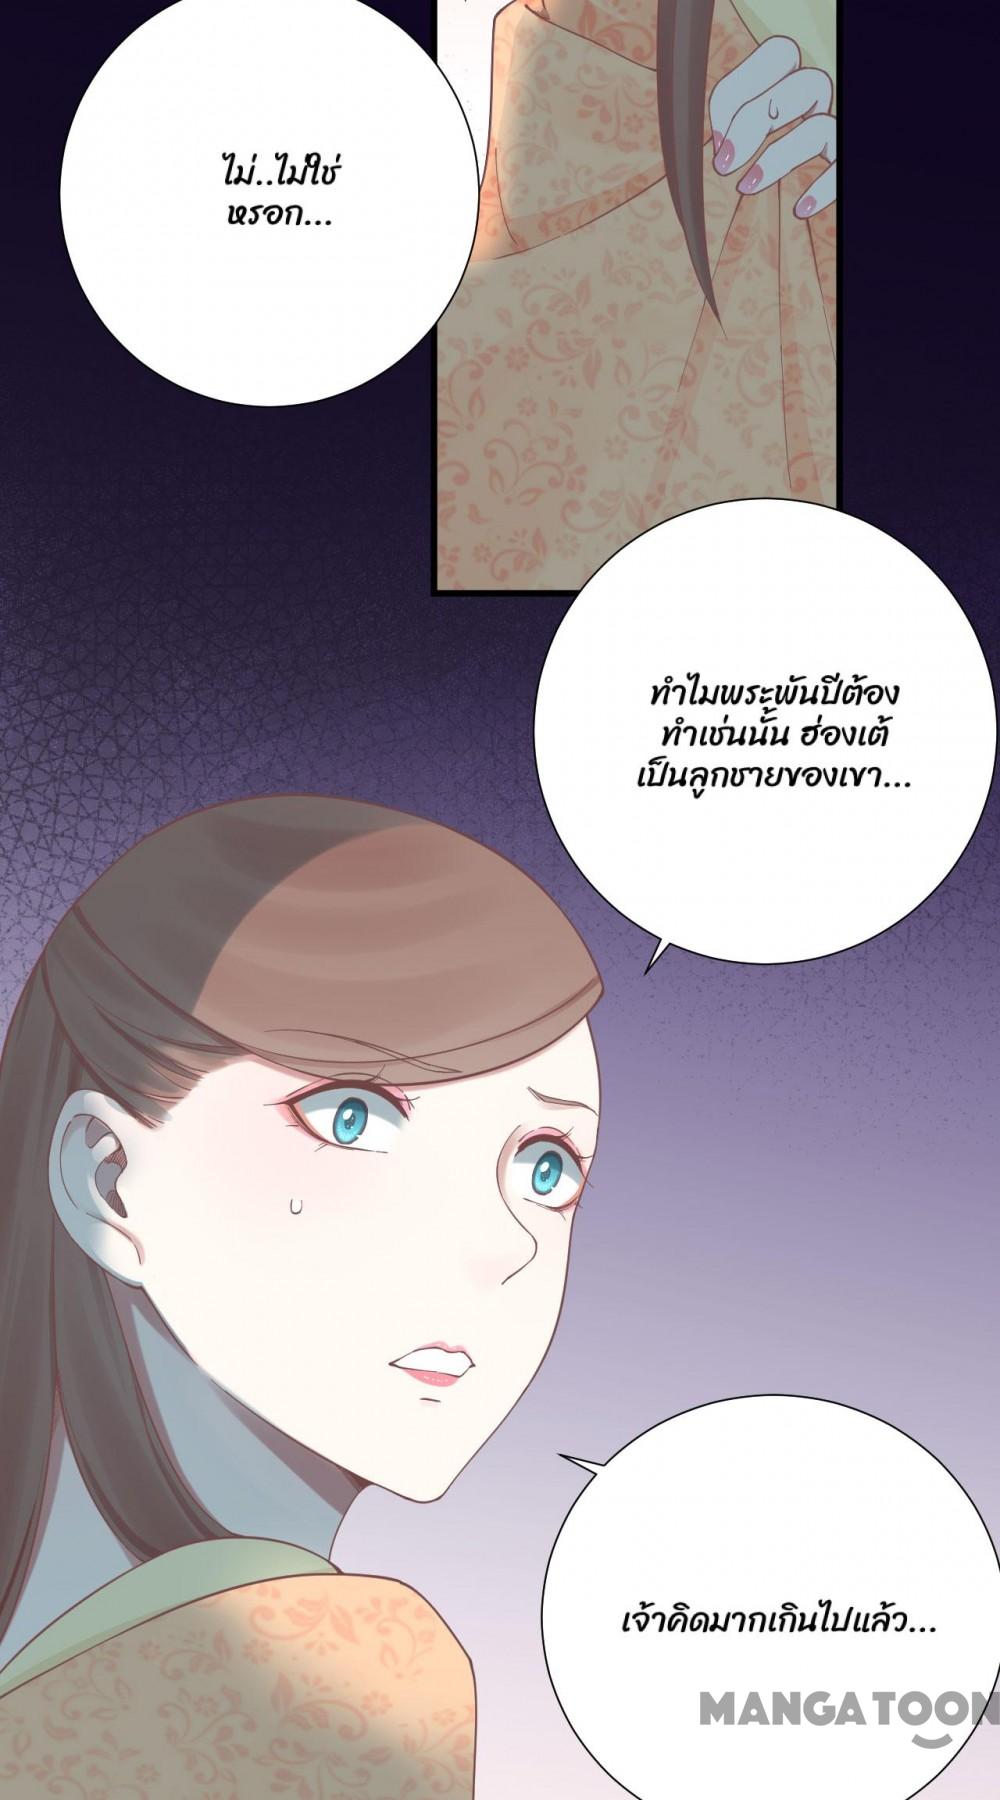 ไม่..ไม่ใช่
หรอก...
ทำไมพระพันปีต้อง
ทำเช่นนั้น ฮ่องเต้
เป็นลูกชายของเขา...
เจ้าคิดมากเกินไปแล้ว...
MANGATOON